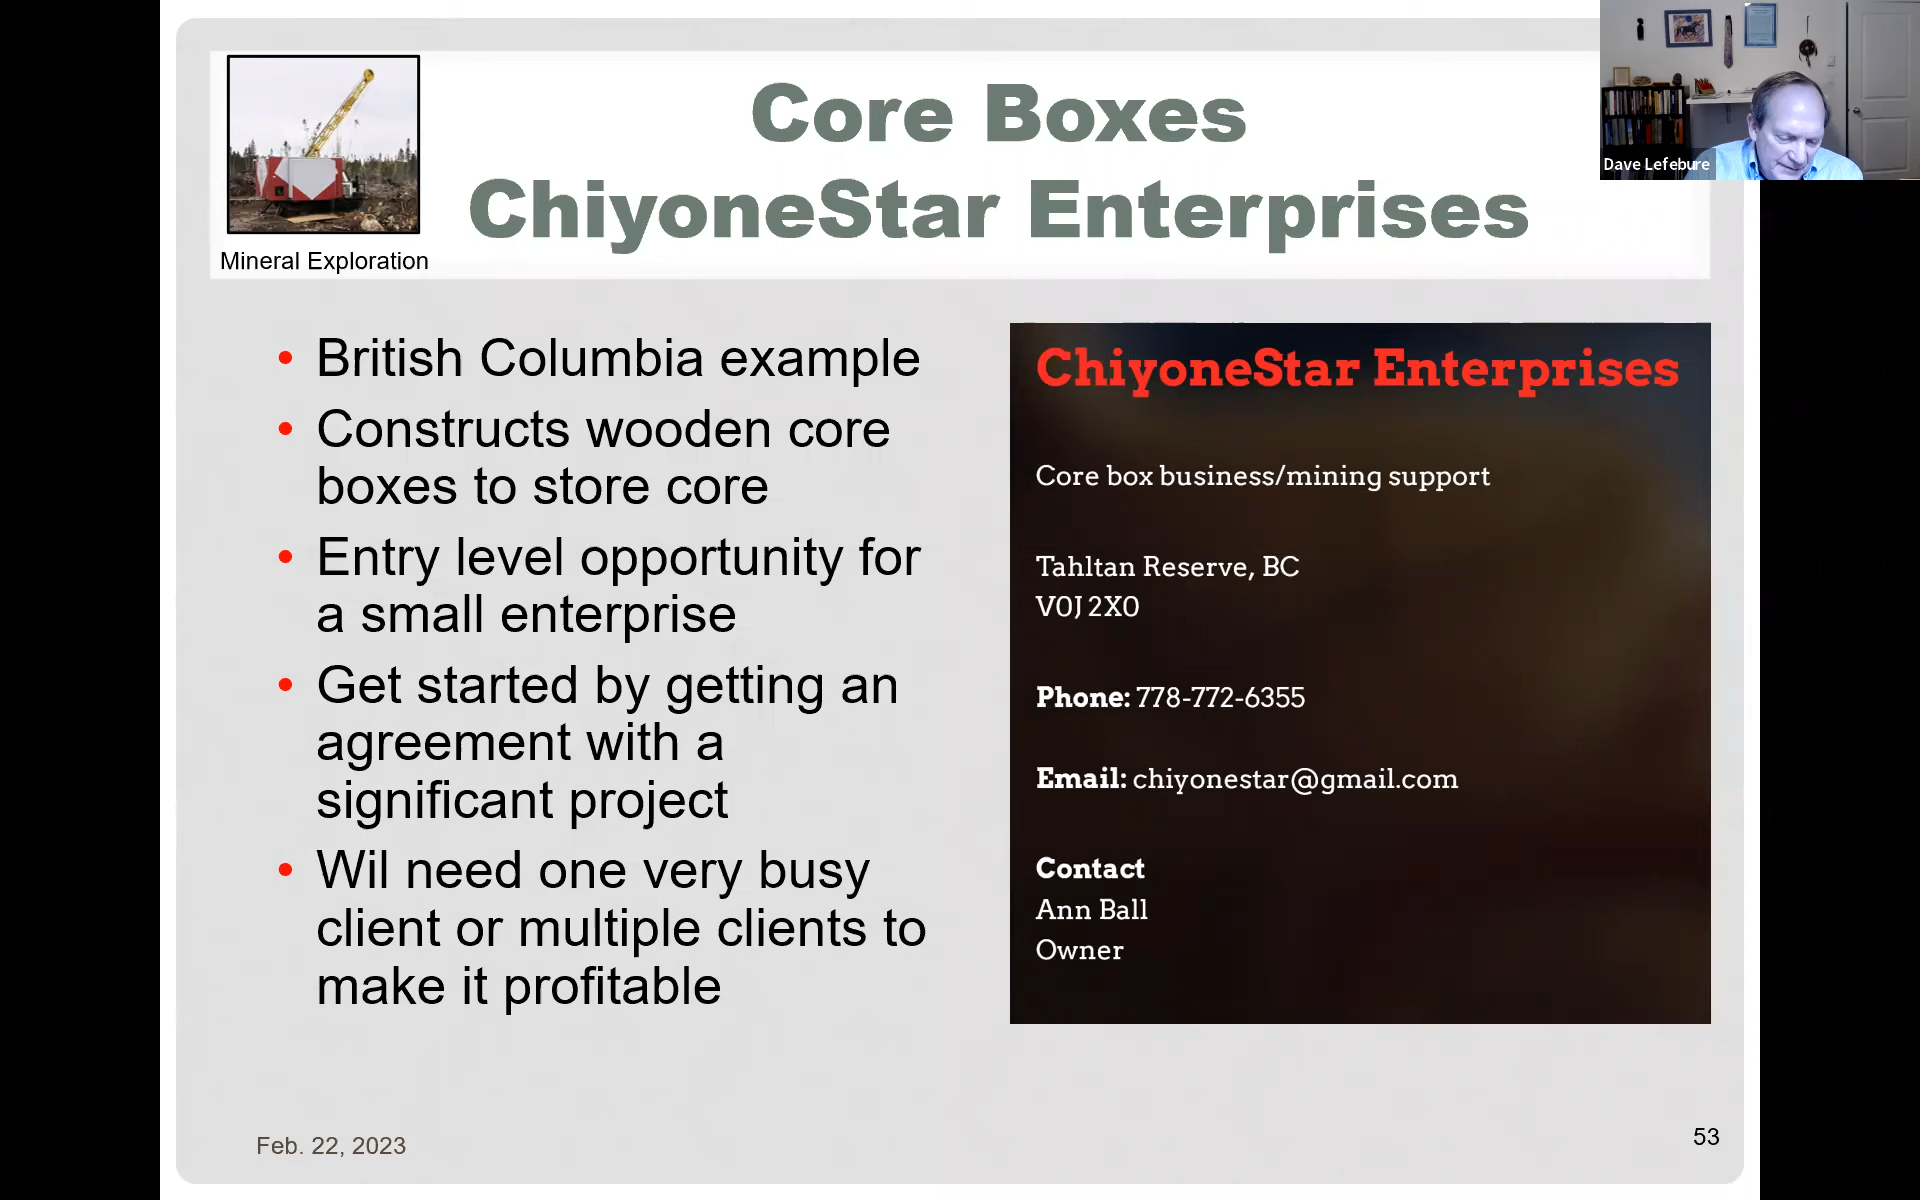 Core Boxes
ChiyoneStar Enterprises
Mineral Exploration
Dave Lefebure
• British Columbia example
• Constructs wooden core
boxes to store core
• Entry level opportunity for
a small enterprise
• Get started by getting an
agreement with a
significant project
• Wil need one very busy
client or multiple clients to
make it profitable
ChiyoneStar Enterprises
Core box business/mining support
Tahltan Reserve, BC
V0J 2X0
Phone: 778-772-6355
Email: chiyonestar@gmail.com
Contact
Ann Ball
Owner
Feb. 22, 2023
53